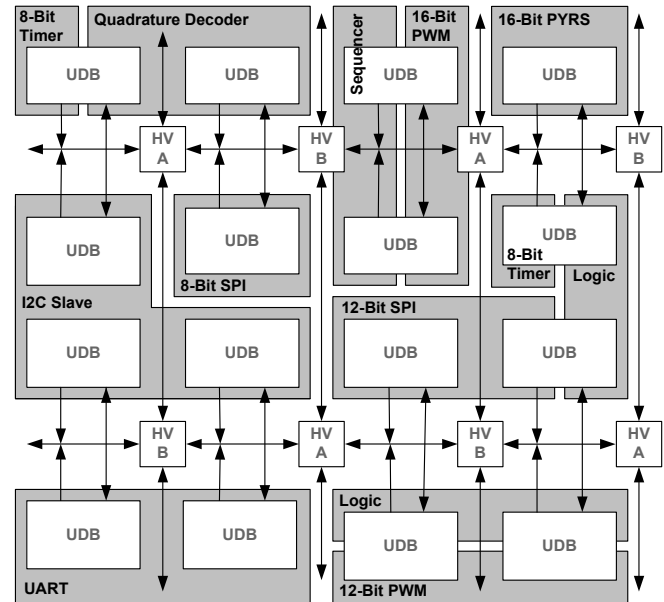 8-Bit
Timer
Quadrature Decoder
Sequencer
16-Bit
PWM
16-Bit PYRS
UDB
UDB
UDB
UDB
HV
A
HV
B
HV
A
HV
B
UDB
UDB
UDB
UDB
8-Bit
Timer
Logic
8-Bit SPI
I2C Slave
12-Bit SPI
UDB
UDB
UDB
UDB
HV
B
HV
A
HV
B
HV
A
Logic
UDB
UDB
UDB
UDB
UART
12-Bit PWM